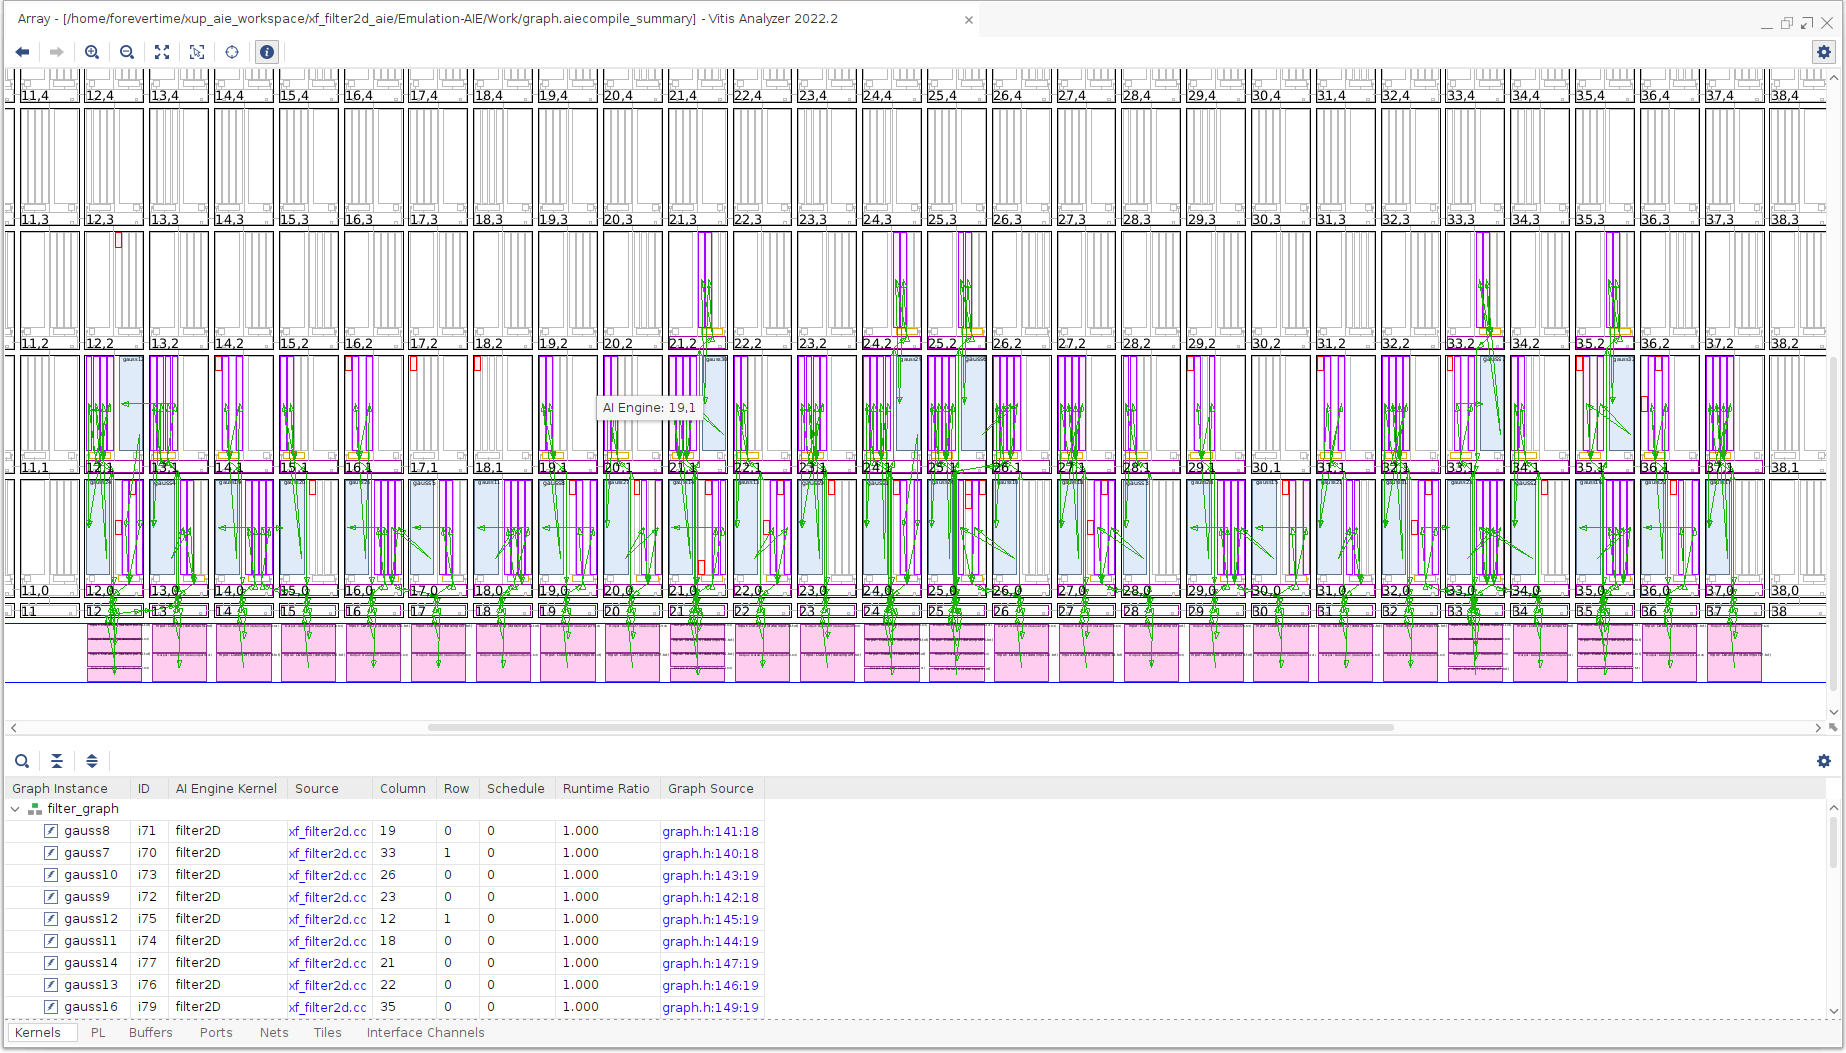 Array - [/home/forevertime/xup_aie_workspace/xf_filter2d_aie/Emulation-AIE/Work/graph.aiecompile_summary] - Vitis Analyzer 2022.2
11,4 12,4 13,4 14,4 15,4 16,4 17,4 18,4 19,4 20,4 21,4 22,4 23,4 24,4 25,4 26,4 27,4 28,4 29,4 30,4 31,4 32,4 33,4 34,4 35,4 36,4 37,4 38,4
11,3 12,3 13,3 14,3 15,3 16,3 17,3 18,3 19,3 20,3 21,3 22,3 23,3 24,3 25,3 26,3 27,3 28,3 29,3 30,3 31,3 32,3 33,3 34,3 35,3 36,3 37,3 38,3
11,2 12,2 13,2 14,2 15,2 16,2 17,2 18,2 19,2 20,2 21,2 22,2 23,2 24,2 25,2 26,2 27,2 28,2 29,2 30,2 31,2 32,2 33,2 34,2 35,2 36,2 37,2 38,2
AI Engine: 19,1
11,1 12,1 13,1 14,1 15,1 16,1 17,1 18,1 19,1 20,1 21,1 22,1 23,1 24,1 25,1 26,1 27,1 28,1 29,1 30,1 31,1 32,1 33,1 34,1 35,1 36,1 37,1 38,1
11,0 12,0 13,0 14,0 15,0 16,0 17,0 18,0 19,0 20,0 21,0 22,0 23,0 24,0 25,0 26,0 27,0 28,0 29,0 30,0 31,0 32,0 33,0 34,0 35,0 36,0 37,0 38,0
11 12 13 14 15 16 17 18 19 20 21 22 23 24 25 26 27 28 29 30 31 32 33 34 35 36 37 38
Graph Instance ID AI Engine Kernel Source Column Row Schedule Runtime Ratio Graph Source
filter_graph
gauss8 i71 filter2D xf_filter2d.cc 19 0 0 1.000 graph.h:141:18
gauss7 i70 filter2D xf_filter2d.cc 33 1 0 1.000 graph.h:140:18
gauss10 i73 filter2D xf_filter2d.cc 26 0 0 1.000 graph.h:143:19
gauss9 i72 filter2D xf_filter2d.cc 23 0 0 1.000 graph.h:142:18
gauss12 i75 filter2D xf_filter2d.cc 12 1 0 1.000 graph.h:145:19
gauss11 i74 filter2D xf_filter2d.cc 18 0 0 1.000 graph.h:144:19
gauss14 i77 filter2D xf_filter2d.cc 21 0 0 1.000 graph.h:147:19
gauss13 i76 filter2D xf_filter2d.cc 22 0 0 1.000 graph.h:146:19
gauss16 i79 filter2D xf_filter2d.cc 35 0 0 1.000 graph.h:149:19
Kernels PL Buffers Ports Nets Tiles Interface Channels